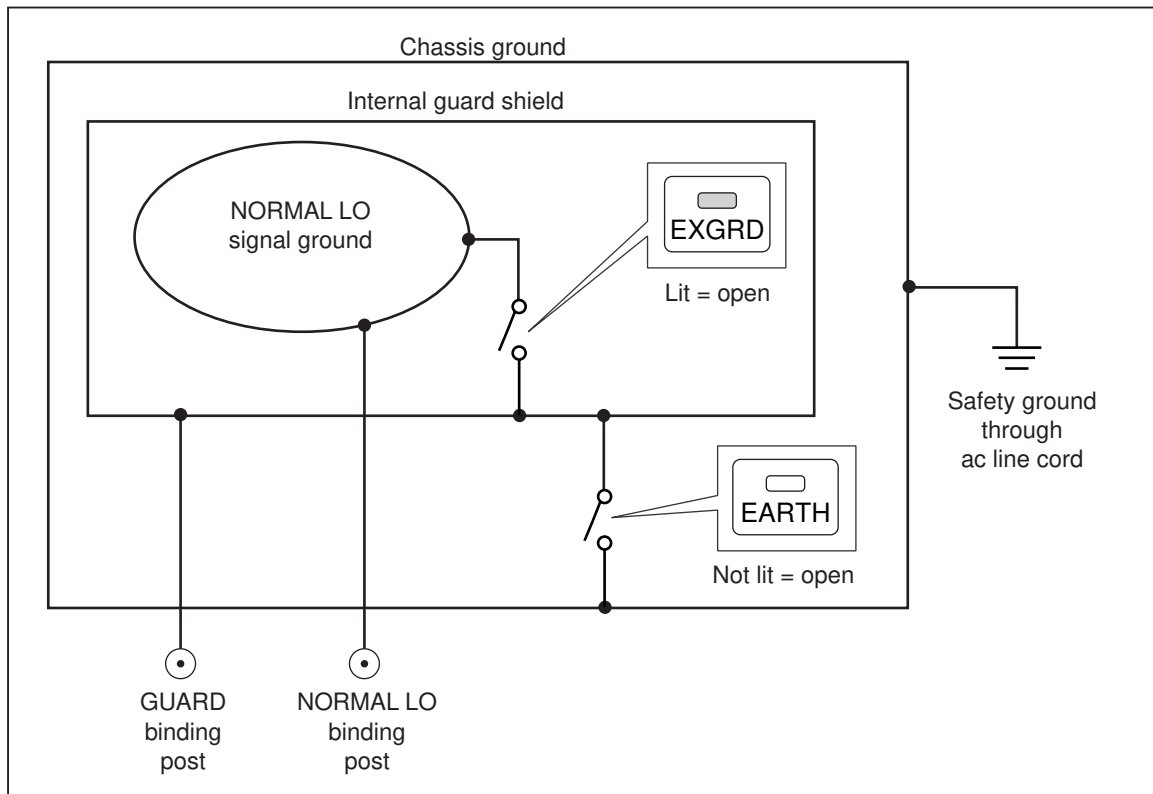 Chassis ground
Internal guard shield
NORMAL LO
signal ground
EXGRD
Lit = open
Safety ground
through
ac line cord
EARTH
Not lit = open
GUARD
binding
post
NORMAL LO
binding
post